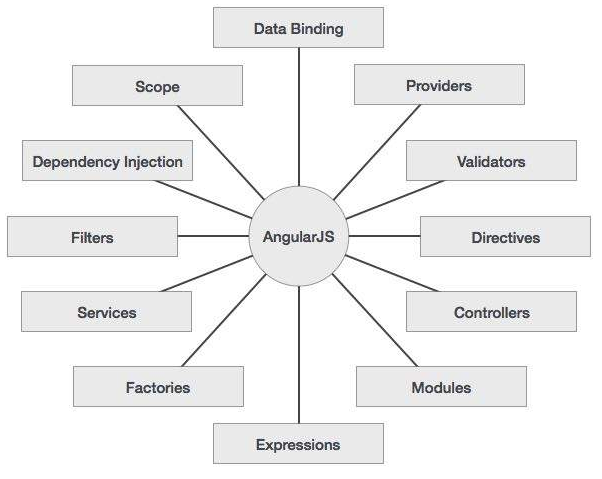 Data Binding
Scope
Providers
Dependency Injection
Validators
Filters
AngularJS
Directives
Services
Controllers
Factories
Modules
Expressions